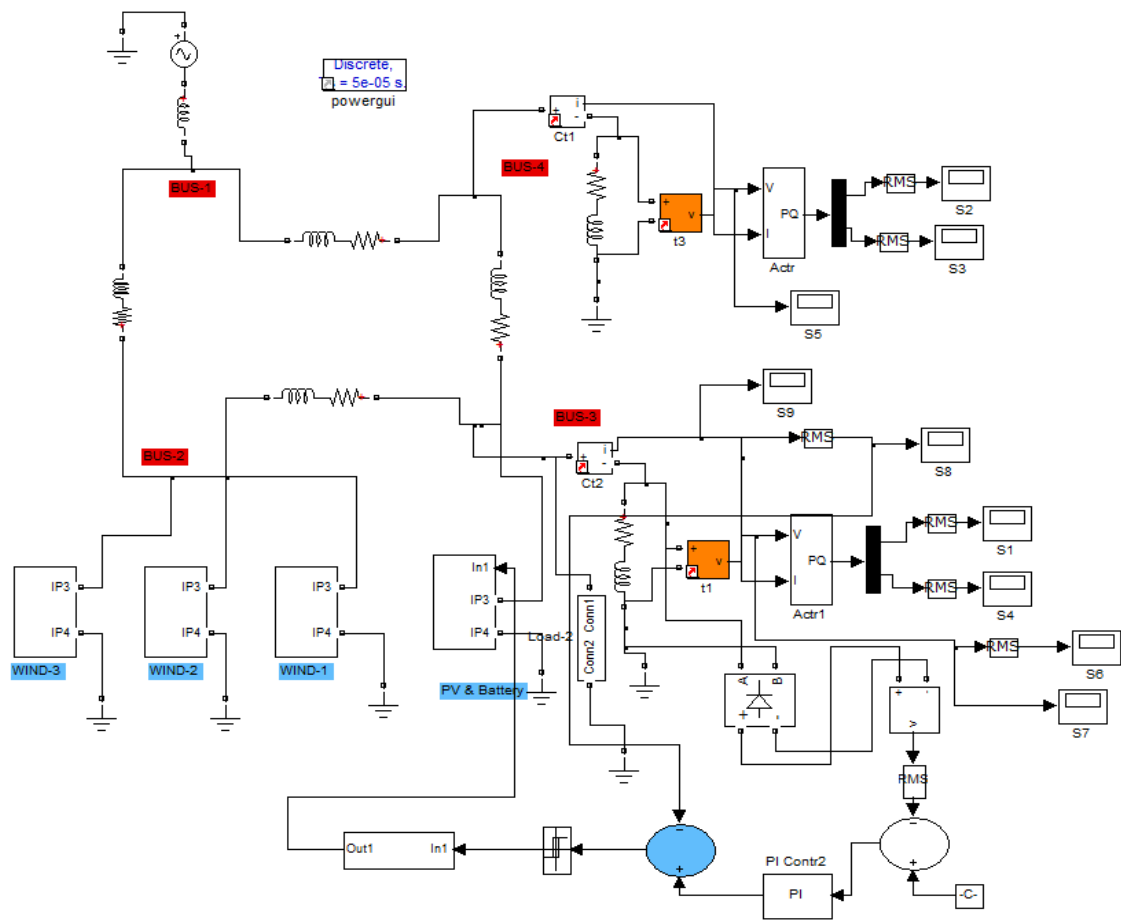 Discrete,
= 5e-05 s.
powergui
+
i
+
-
Ct1
BUS-4
BUS-1
+
v
t3
V
PQ
I
Actr
RMS
S2
RMS
S3
S5
S9
BUS-3
BUS-2
i
+
-
Ct2
RMS
S8
+
v
t1
V
PQ
I
Actr1
RMS
S1
RMS
S4
IP3
IP4
WIND-3
IP3
IP4
WIND-2
IP3
IP4
WIND-1
In1
IP3
IP4
PV & Battery
Load-2
Conn1
Conn2
A
B
+
-
+
-
v
RMS
S6
S7
RMS
-
+
-C-
PI Contr2
PI
-
+
In1
Out1